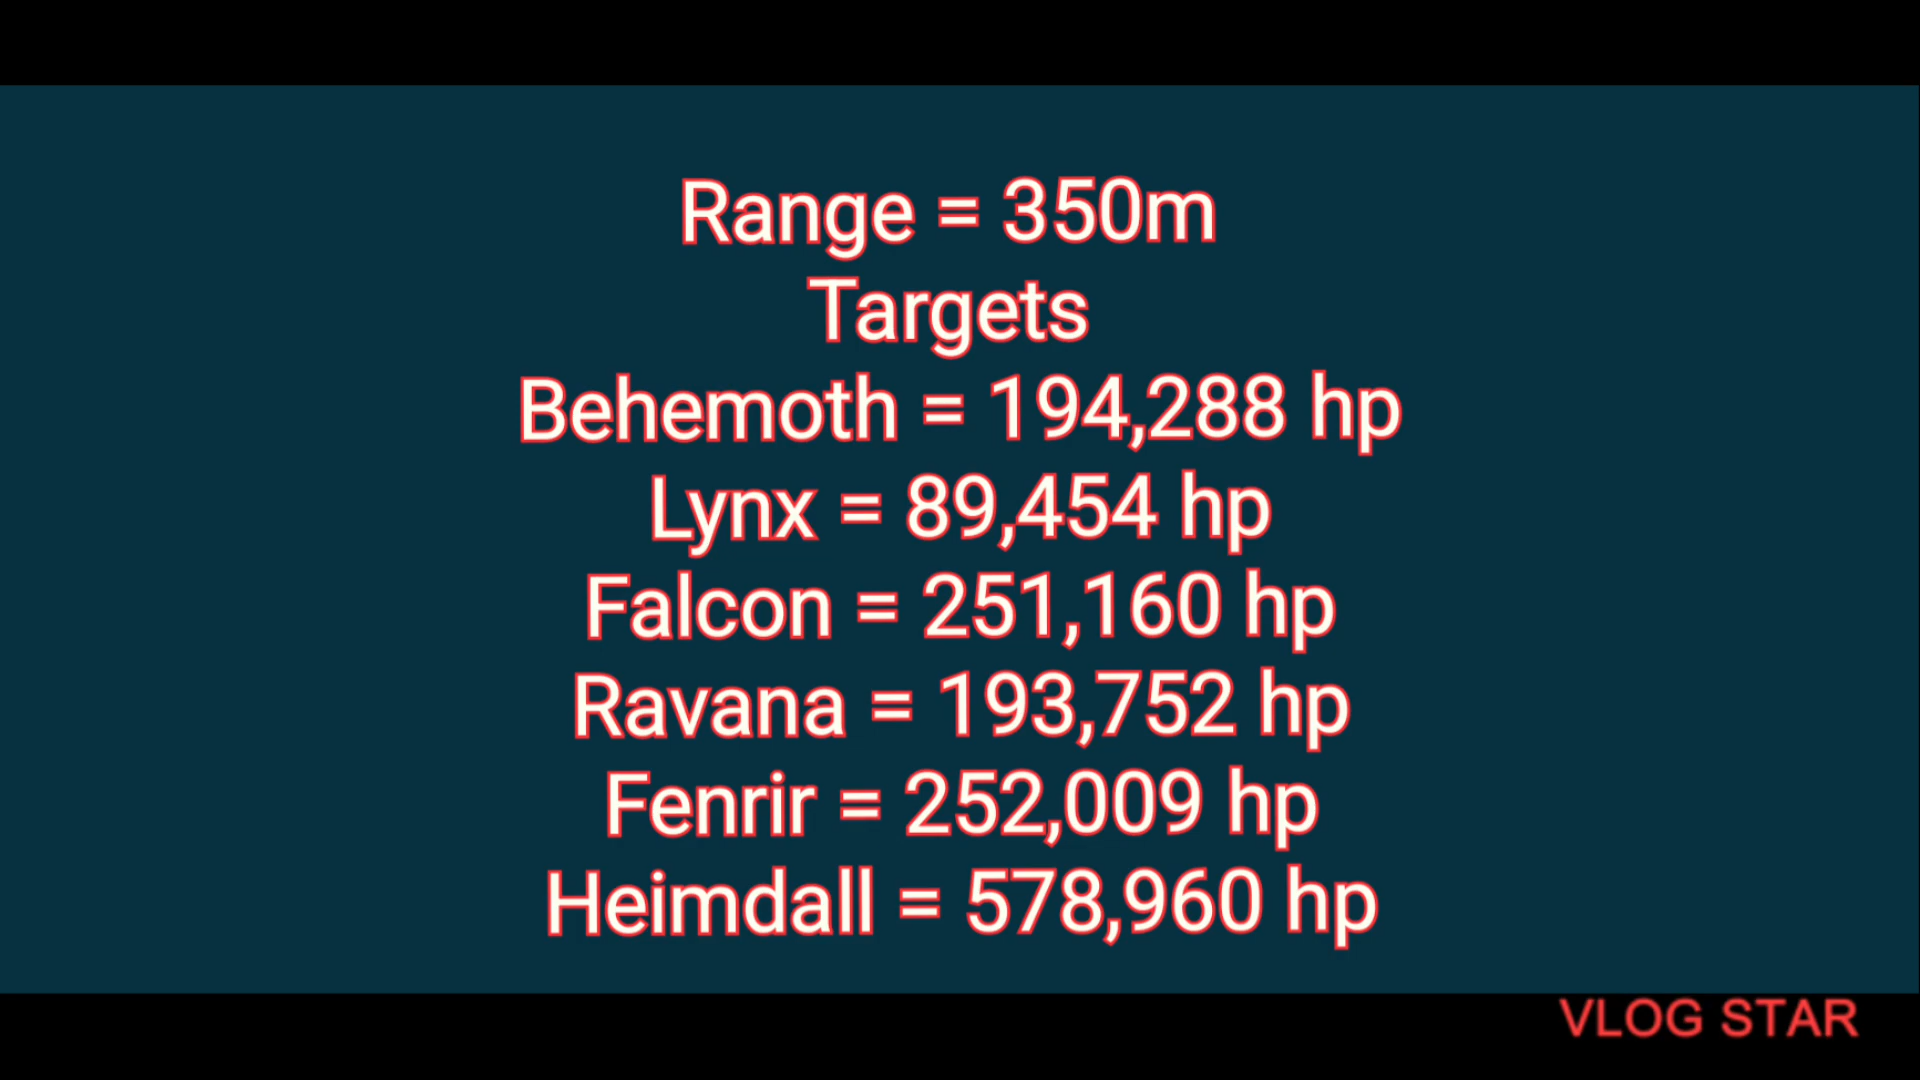 Range = 350m
Targets
Behemoth = 194,288 hp
Lynx = 89,454 hp
Falcon = 251,160 hp
Ravana = 193,752 hp
Fenrir = 252,009 hp
Heimdall = 578,960 hp
VLOG STAR